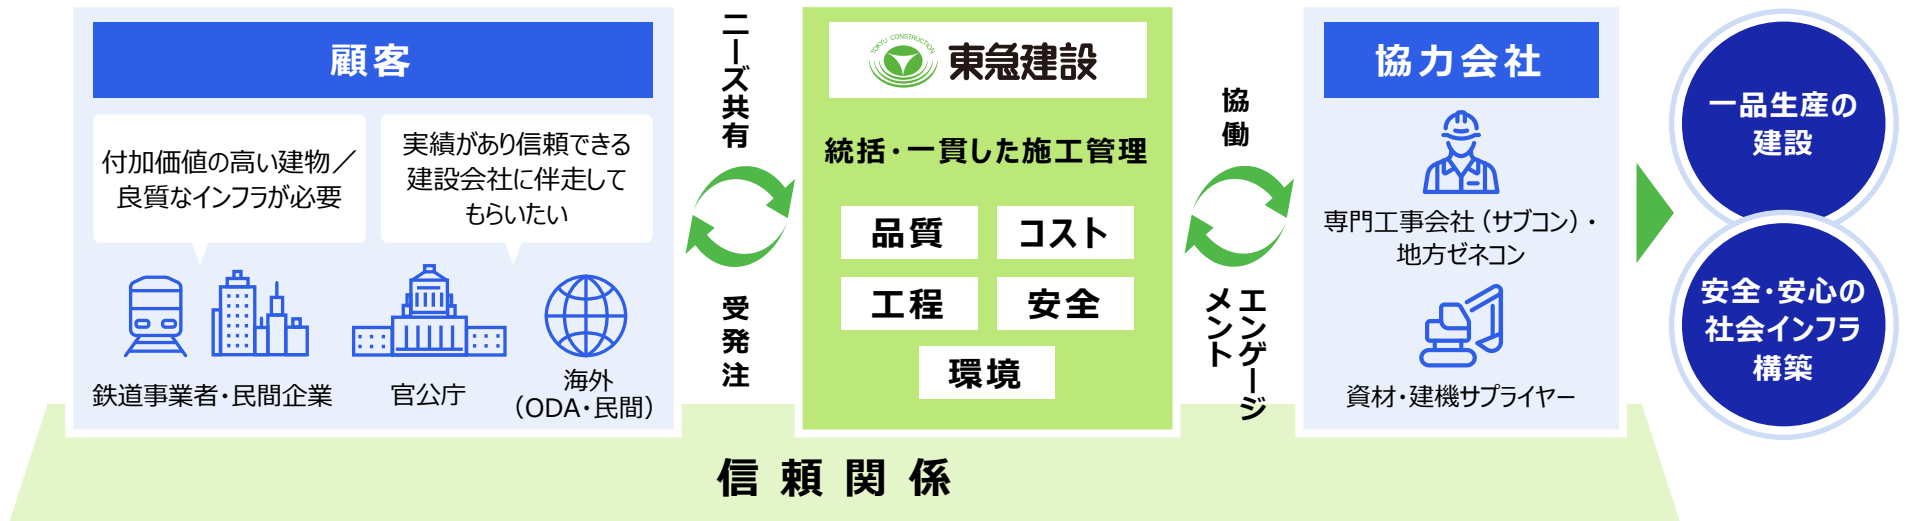 顧客
付加価値の高い建物／
良質なインフラが必要
実績があり信頼できる
建設会社に伴走して
もらいたい
鉄道事業者・民間企業
官公庁
海外
（ODA・民間）
ニーズ共有
受発注
TOKYU CONSTRUCTION
東急建設
統括・一貫した施工管理
品質
コスト
工程
安全
環境
協働
エンゲージ
メント
協力会社
専門工事会社（サブコン）・
地方ゼネコン
資材・建機サプライヤー
一品生産の
建設
安全・安心の
社会インフラ
構築
信頼関係